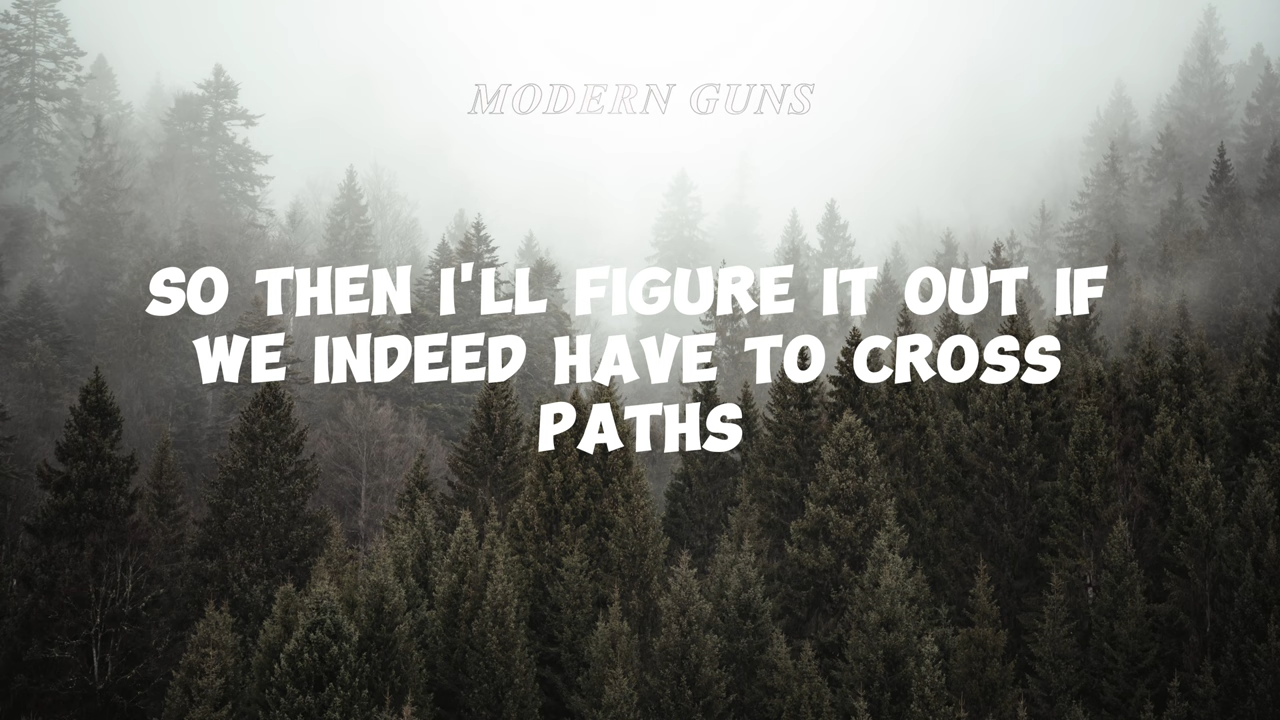 MODERN GUNS
SO THEN I'LL FIGURE IT OUT IF
WE INDEED HAVE TO CROSS
PATHS